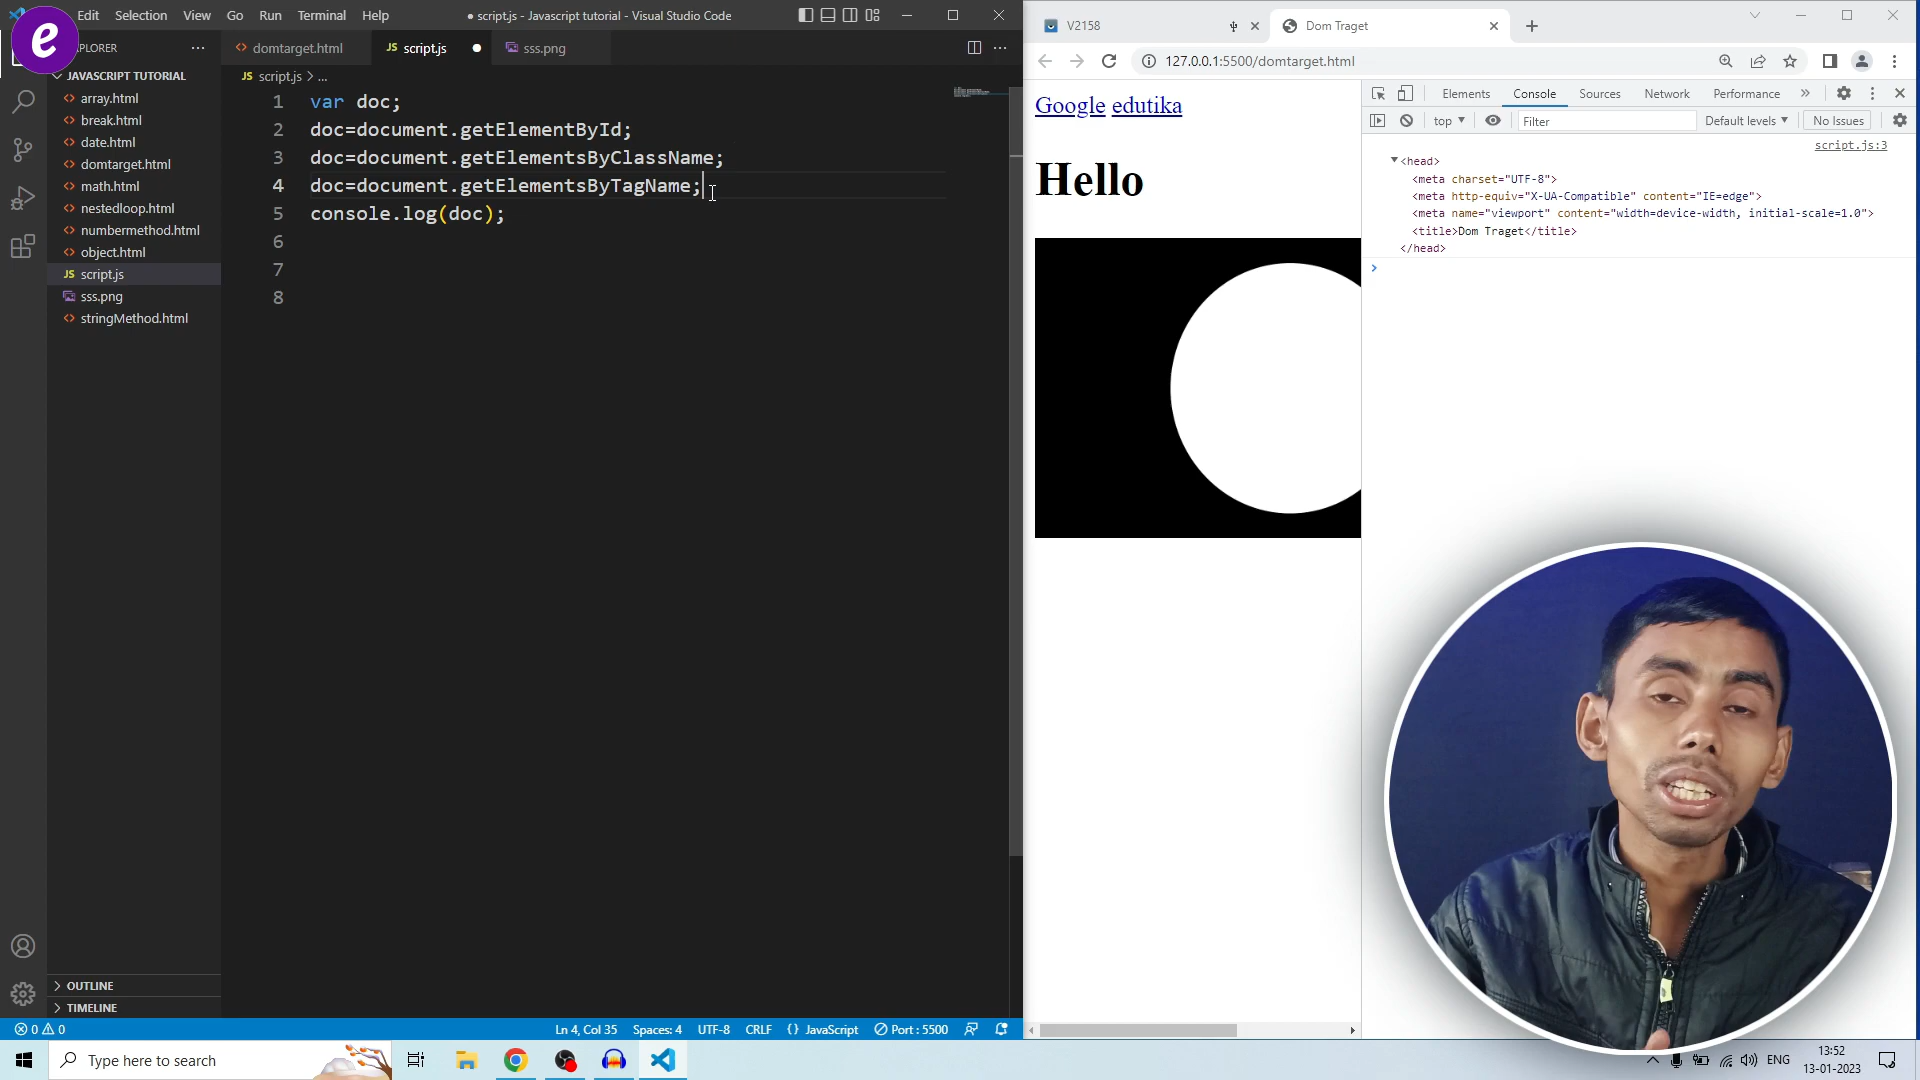 e
Edit Selection View Go Run Terminal Help
● script.js - Javascript tutorial - Visual Studio Code
PLORER
JAVASCRIPT TUTORIAL
array.html
break.html
date.html
domtarget.html
math.html
nestedloop.html
numbermethod.html
object.html
JS script.js
sss.png
stringMethod.html
OUTLINE
TIMELINE
domtarget.html
JS script.js
sss.png
JS script.js > ...
1 var doc;
2 doc=document.getElementById;
3 doc=document.getElementsByClassName;
4 doc=document.getElementsByTagName;
5 console.log(doc);
6
7
8
0 0
Ln 4, Col 35 Spaces: 4 UTF-8 CRLF {} JavaScript Port : 5500
V2158
Dom Traget
127.0.0.1:5500/domtarget.html
Google edutika
Hello
Elements Console Sources Network Performance »
top Filter Default levels No Issues
script.js:3
<head>
<meta charset="UTF-8">
<meta http-equiv="X-UA-Compatible" content="IE=edge">
<meta name="viewport" content="width=device-width, initial-scale=1.0">
<title>Dom Traget</title>
</head>
Type here to search
ENG
13:52
13-01-2023